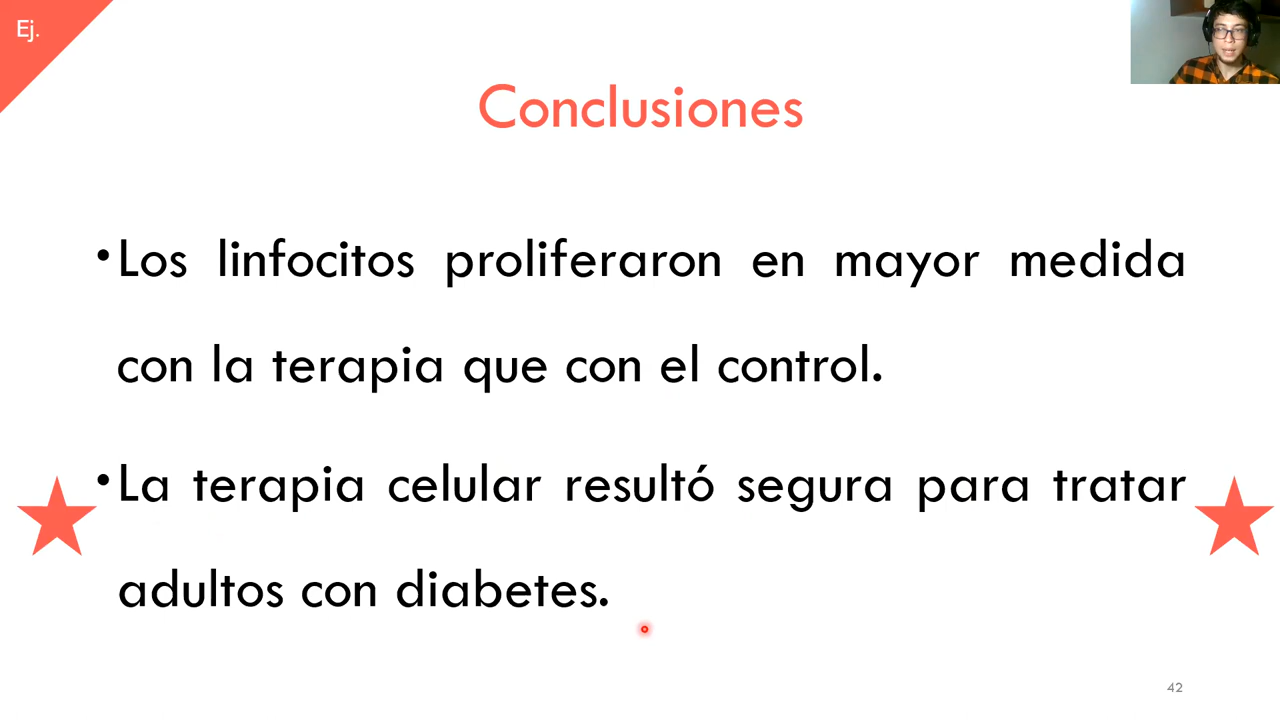 Ej.
Conclusiones
•Los linfocitos proliferaron en mayor medida
con la terapia que con el control.
•La terapia celular resultó segura para tratar
adultos con diabetes.
42